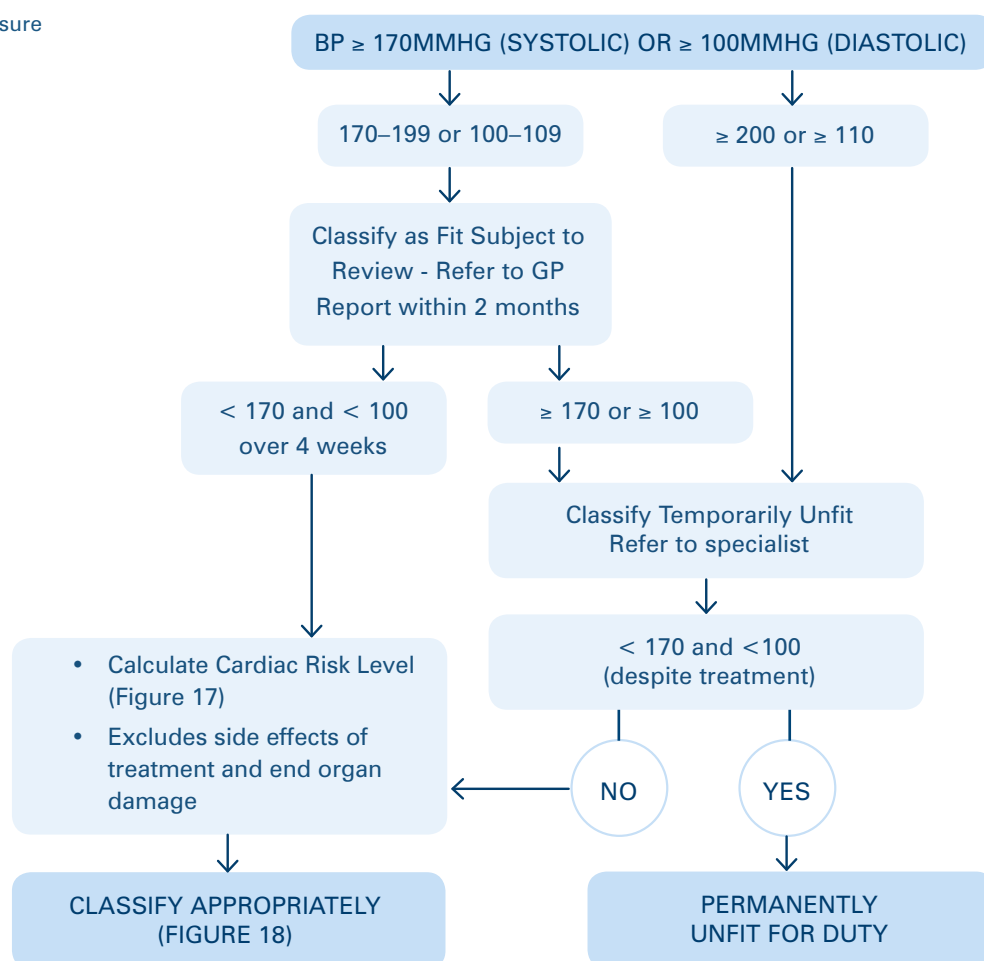 sure
BP ≥ 170MMHG (SYSTOLIC) OR ≥ 100MMHG (DIASTOLIC)
170–199 or 100–109
≥ 200 or ≥ 110
Classify as Fit Subject to
Review - Refer to GP
Report within 2 months
< 170 and < 100
over 4 weeks
≥ 170 or ≥ 100
Classify Temporarily Unfit
Refer to specialist
< 170 and <100
(despite treatment)
• Calculate Cardiac Risk Level
(Figure 17)
• Excludes side effects of
treatment and end organ
damage
NO
YES
CLASSIFY APPROPRIATELY
(FIGURE 18)
PERMANENTLY
UNFIT FOR DUTY